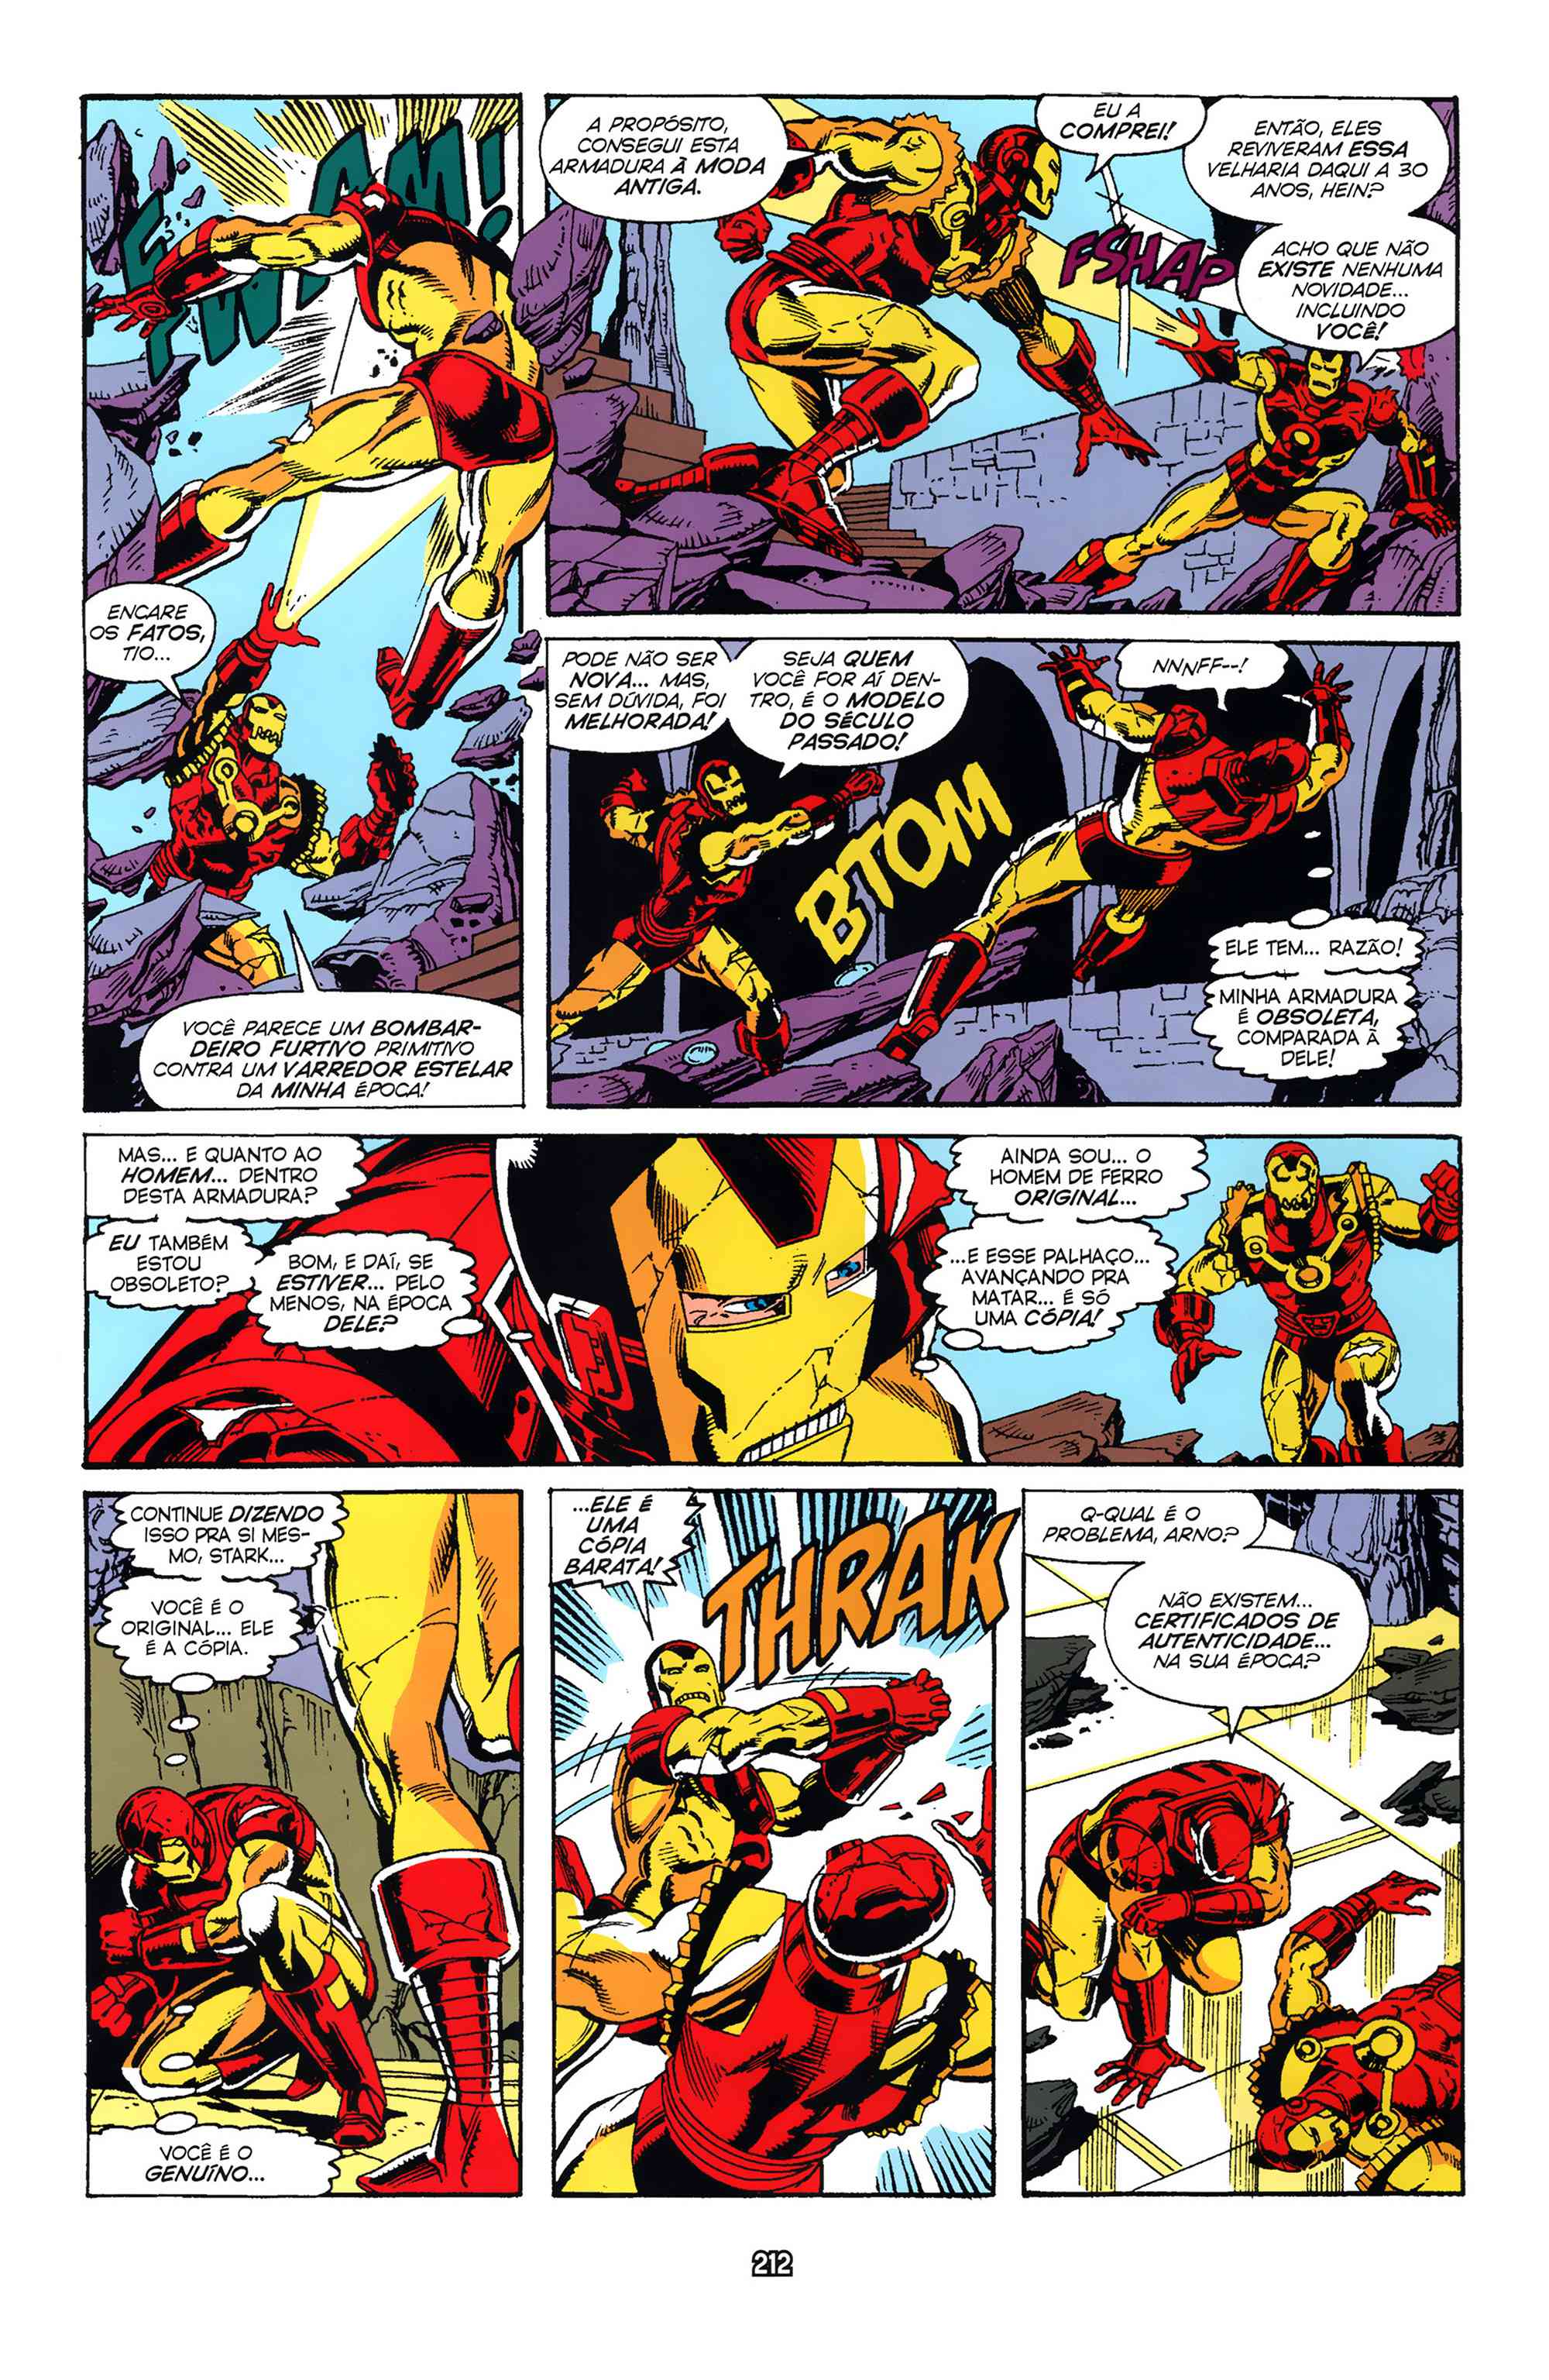 FWAM!
ENCARE
OS FATOS,
TIO...
VOCÊ PARECE UM BOMBAR-
DEIRO FURTIVO PRIMITIVO
CONTRA UM VARREDOR ESTELAR
DA MINHA ÉPOCA!
A PROPÓSITO,
CONSEGUI ESTA
ARMADURA À MODA
ANTIGA.
EU A
COMPREI!
FSHAP
ENTÃO, ELES
REVIVERAM ESSA
VELHARIA DAQUI A 30
ANOS, HEIN?
ACHO QUE NÃO
EXISTE NENHUMA
NOVIDADE...
INCLUINDO
VOCÊ!
PODE NÃO SER
NOVA... MAS,
SEM DÚVIDA, FOI
MELHORADA!
SEJA QUEM
VOCÊ FOR AÍ DEN-
TRO, É O MODELO
DO SÉCULO
PASSADO!
BTOM
NNNFF--!
ELE TEM... RAZÃO!
MINHA ARMADURA
É OBSOLETA,
COMPARADA À
DELE!
MAS... E QUANTO AO
HOMEM... DENTRO
DESTA ARMADURA?
EU TAMBÉM
ESTOU
OBSOLETO?
BOM, E DAÍ, SE
ESTIVER... PELO
MENOS, NA ÉPOCA
DELE?
AINDA SOU... O
HOMEM DE FERRO
ORIGINAL...
...E ESSE PALHAÇO...
AVANÇANDO PRA
MATAR... É SÓ
UMA CÓPIA!
CONTINUE DIZENDO
ISSO PRA SI MES-
MO, STARK...
VOCÊ É O
ORIGINAL... ELE
É A CÓPIA.
VOCÊ É O
GENUÍNO...
...ELE É
UMA
CÓPIA
BARATA!
THRAK
Q-QUAL É O
PROBLEMA, ARNO?
NÃO EXISTEM...
CERTIFICADOS DE
AUTENTICIDADE...
NA SUA ÉPOCA?
212